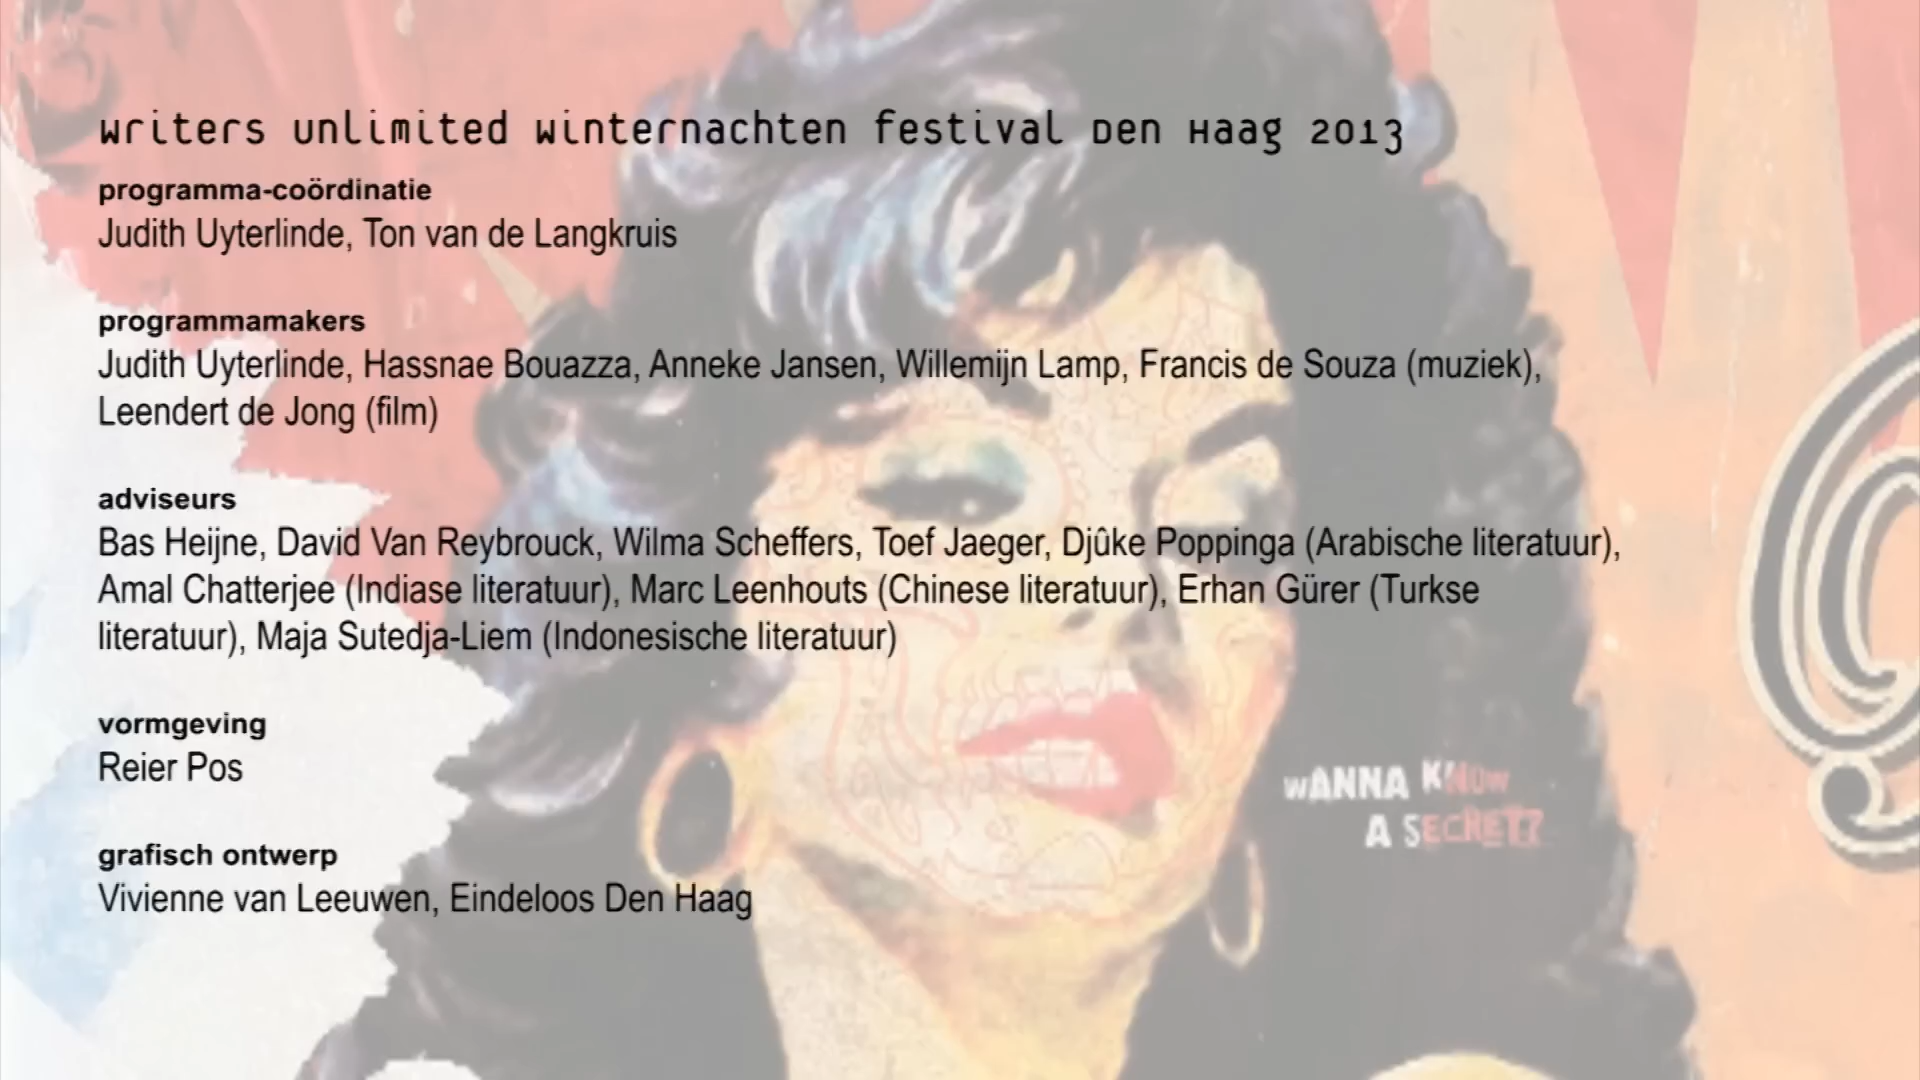 writers unlimited winternachten festival Den Haag 2013
programma-coördinatie
Judith Uyterlinde, Ton van de Langkruis
programmamakers
Judith Uyterlinde, Hassnae Bouazza, Anneke Jansen, Willemijn Lamp, Francis de Souza (muziek),
Leendert de Jong (film)
adviseurs
Bas Heijne, David Van Reybrouck, Wilma Scheffers, Toef Jaeger, Djûke Poppinga (Arabische literatuur),
Amal Chatterjee (Indiase literatuur), Marc Leenhouts (Chinese literatuur), Erhan Gürer (Turkse
literatuur), Maja Sutedja-Liem (Indonesische literatuur)
vormgeving
Reier Pos
WANNA KNOW
A SECRET?
grafisch ontwerp
Vivienne van Leeuwen, Eindeloos Den Haag